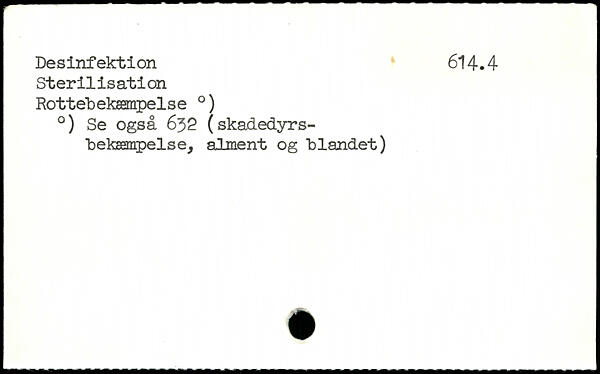 Desinfektion 614.4
Sterilisation
Rottebekæmpelse °)
°) Se også 632 (skadedyrs-
bekæmpelse, alment og blandet)